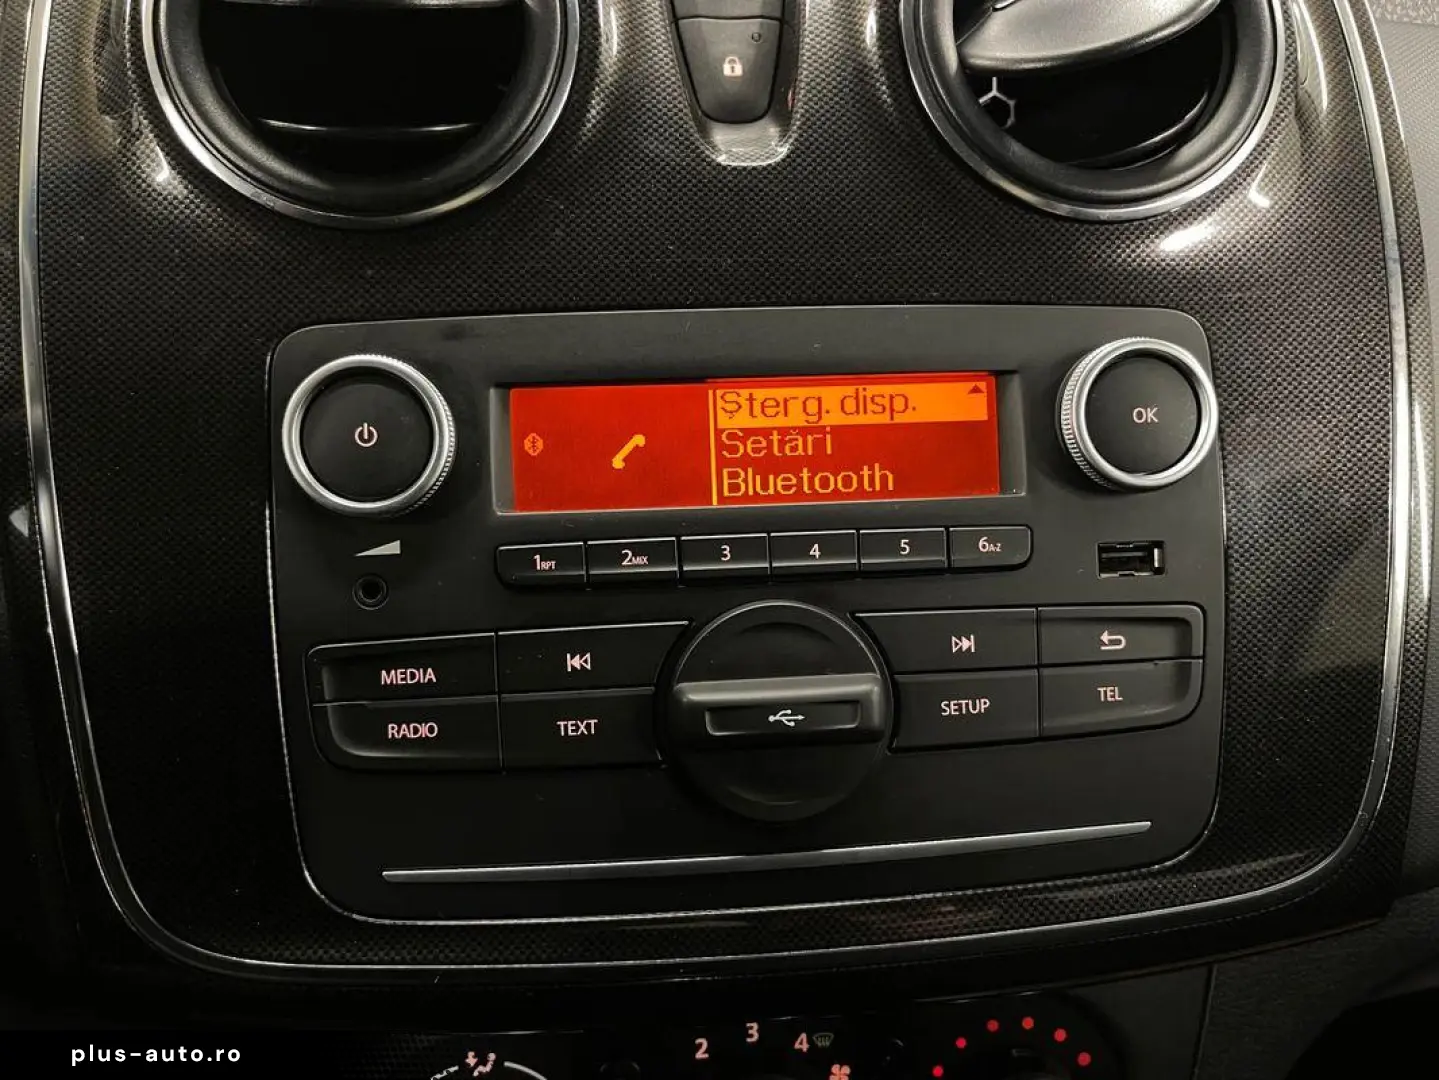 Șterg. disp.
Setări
Bluetooth
OK
1RPT
2MIX
3
4
5
6A-Z
MEDIA
RADIO
TEXT
SETUP
TEL
2
3
4
plus-auto.ro